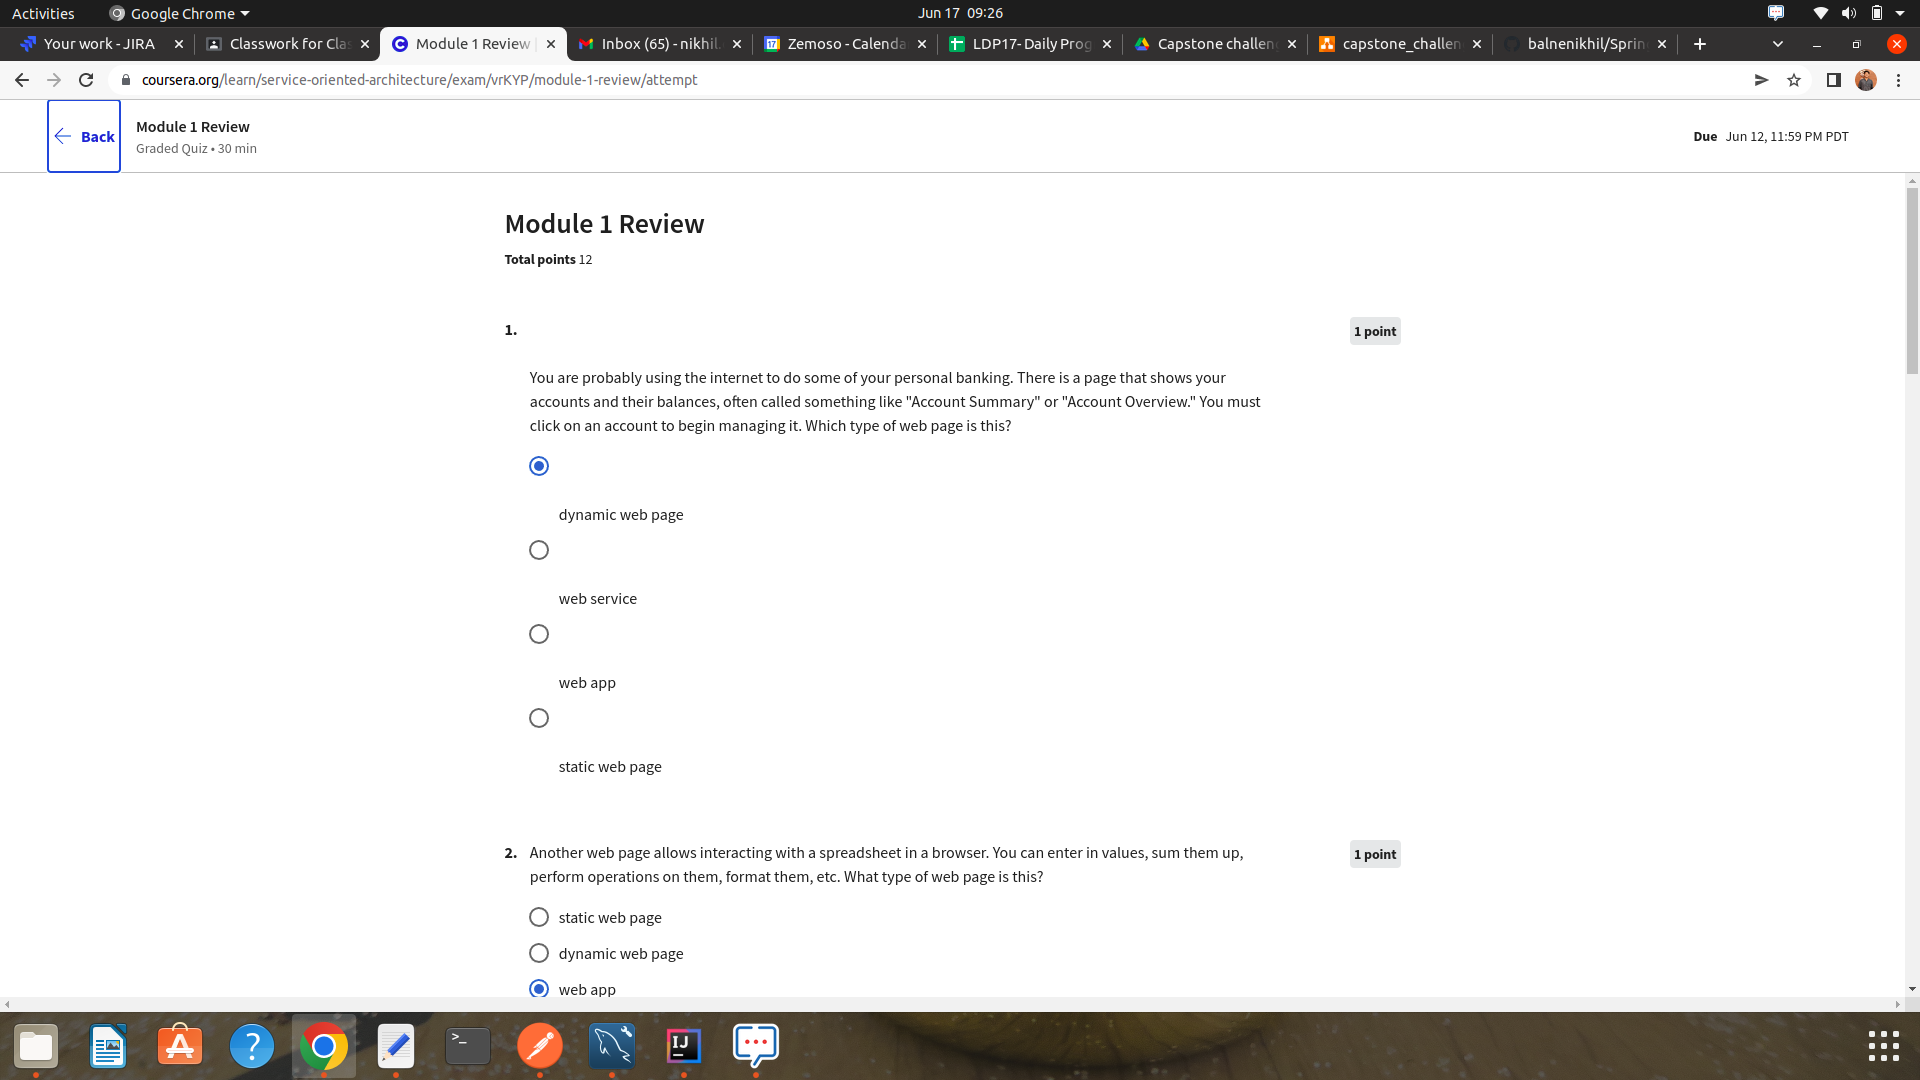 Activities
Google Chrome
Jun 17 09:26
Your work - JIRA
Classwork for Clas
Module 1 Review
Inbox (65) - nikhil.
Zemoso - Calenda
LDP17- Daily Prog
Capstone challen
capstone_challen
balnenikhil/Sprin
coursera.org/learn/service-oriented-architecture/exam/vrKYP/module-1-review/attempt
Back
Module 1 Review
Graded Quiz • 30 min
Due Jun 12, 11:59 PM PDT
Module 1 Review
Total points 12
1.
1 point
You are probably using the internet to do some of your personal banking. There is a page that shows your
accounts and their balances, often called something like "Account Summary" or "Account Overview." You must
click on an account to begin managing it. Which type of web page is this?
dynamic web page
web service
web app
static web page
2. Another web page allows interacting with a spreadsheet in a browser. You can enter in values, sum them up,
1 point
perform operations on them, format them, etc. What type of web page is this?
static web page
dynamic web page
web app